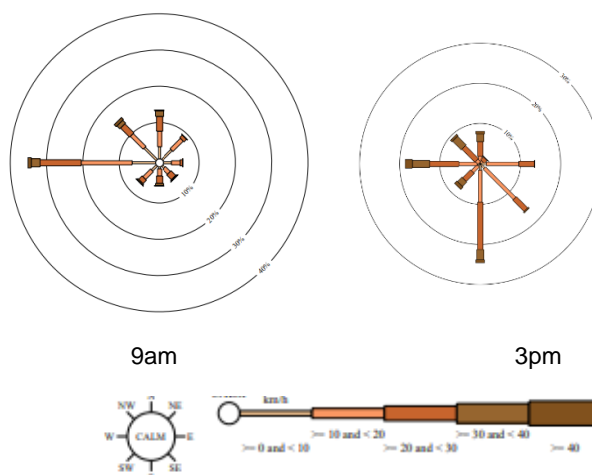 10%
20%
30%
40%
10%
20%
30%
9am
3pm
km/h
NW
NE
W
CALM
E
SW
SE
>= 0 and < 10
>= 10 and < 20
>= 20 and < 30
>= 30 and < 40
>= 40